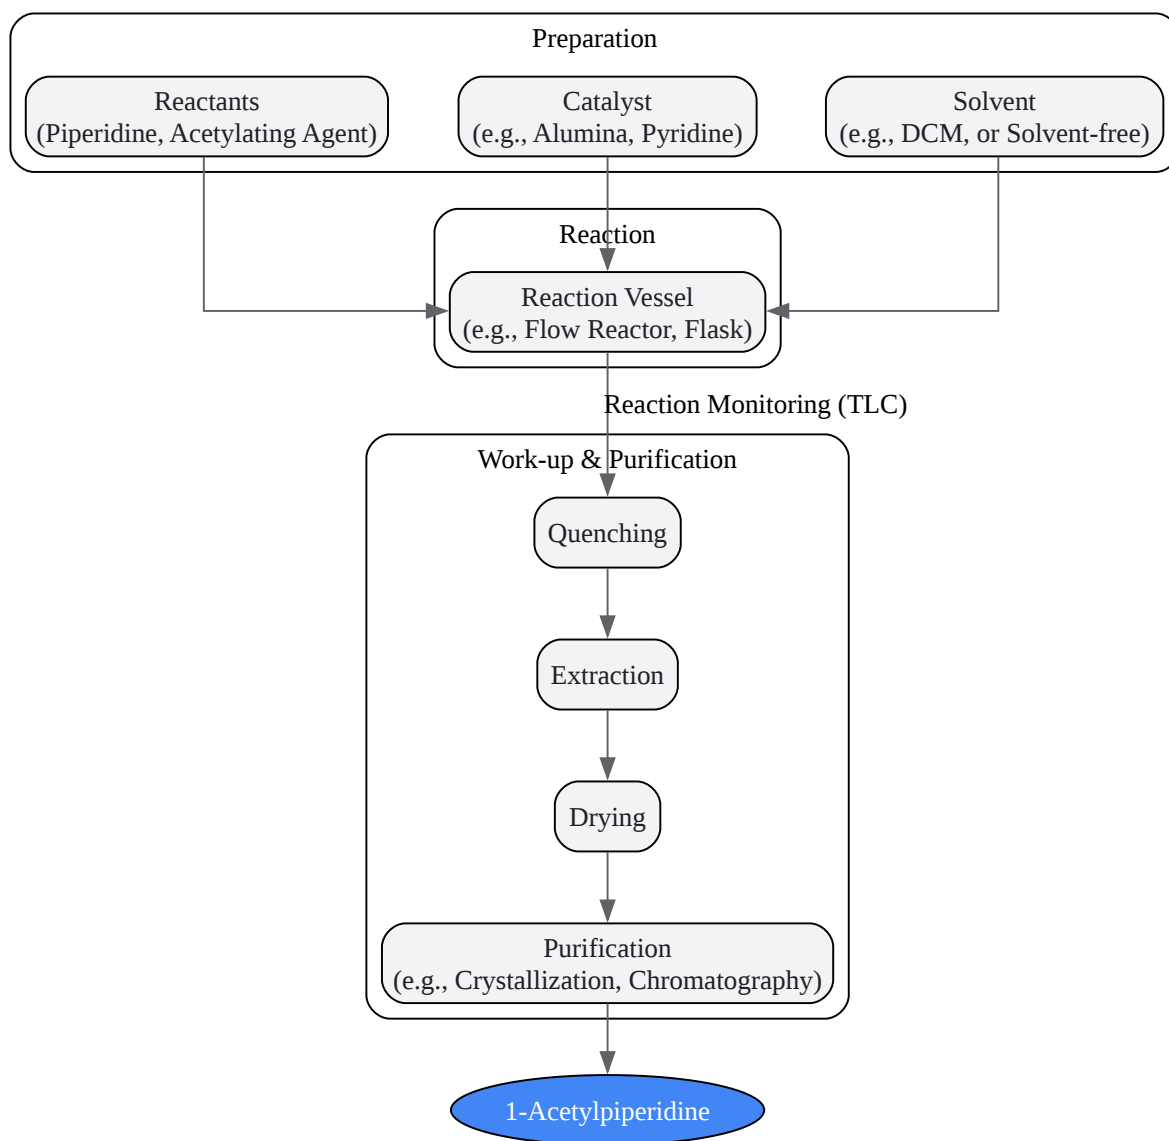 Preparation
Reactants
(Piperidine, Acetylating Agent)
Catalyst
(e.g., Alumina, Pyridine)
Solvent
(e.g., DCM, or Solvent-free)
Reaction
Reaction Vessel
(e.g., Flow Reactor, Flask)
Reaction Monitoring (TLC)
Work-up & Purification
Quenching
Extraction
Drying
Purification
(e.g., Crystallization, Chromatography)
1-Acetylpiperidine